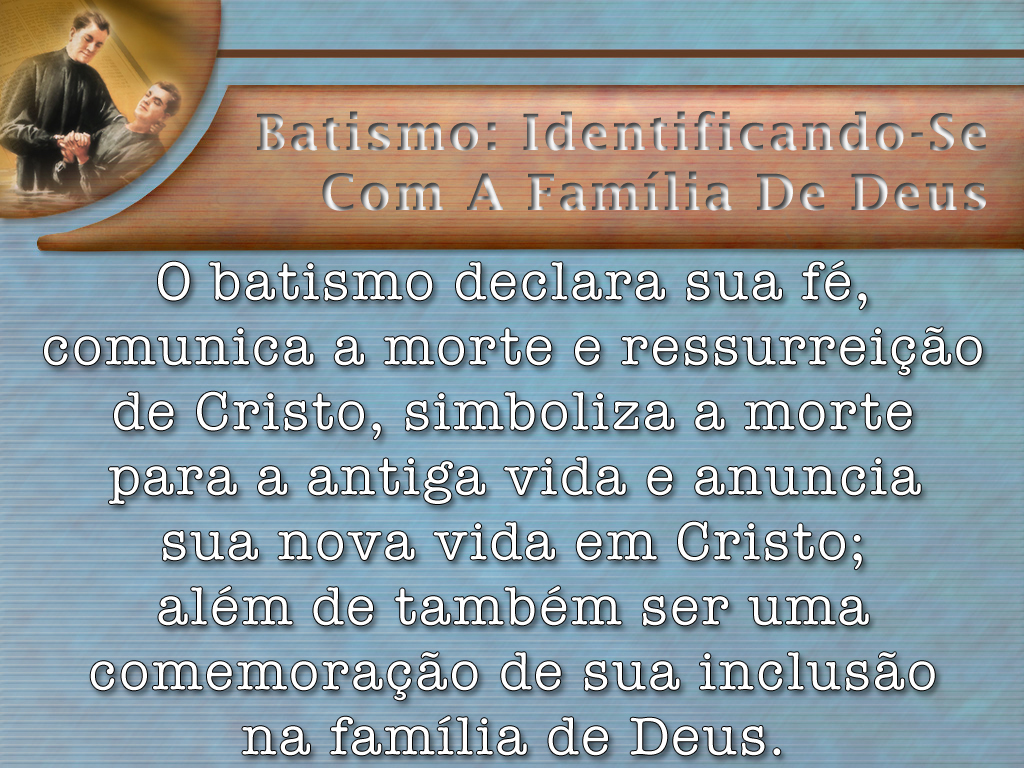 Batismo: Identificando-Se
Com A Família De Deus
O batismo declara sua fé,
comunica a morte e ressurreição
de Cristo, simboliza a morte
para a antiga vida e anuncia
sua nova vida em Cristo;
além de também ser uma
comemoração de sua inclusão
na família de Deus.